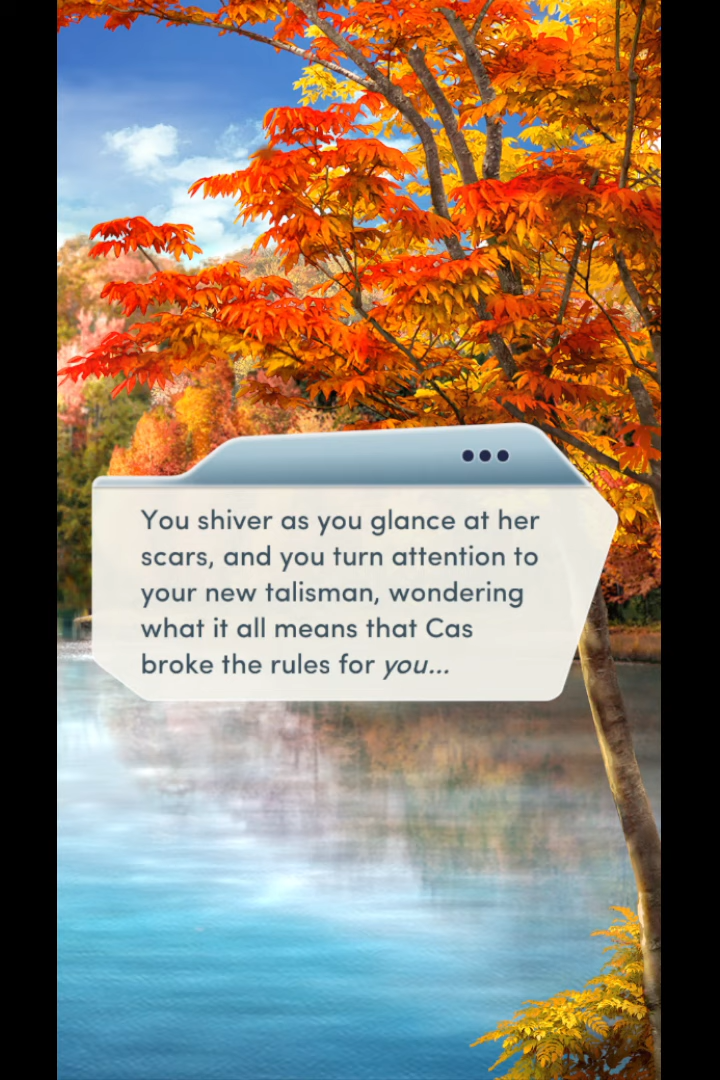 You shiver as you glance at her
scars, and you turn attention to
your new talisman, wondering
what it all means that Cas
broke the rules for you...